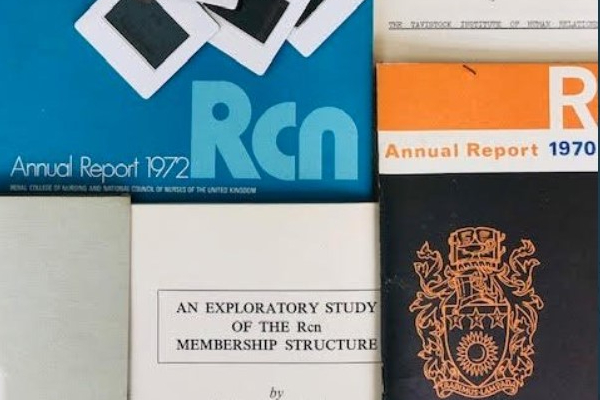 THE TAVISTOCK INSTITUTE OF HUMAN RELATIONS
Rcn
Annual Report 1972
ROYAL COLLEGE OF NURSING AND NATIONAL COUNCIL OF NURSES OF THE UNITED KINGDOM
R
Annual Report 1970
AN EXPLORATORY STUDY
OF THE Rcn
MEMBERSHIP STRUCTURE
by